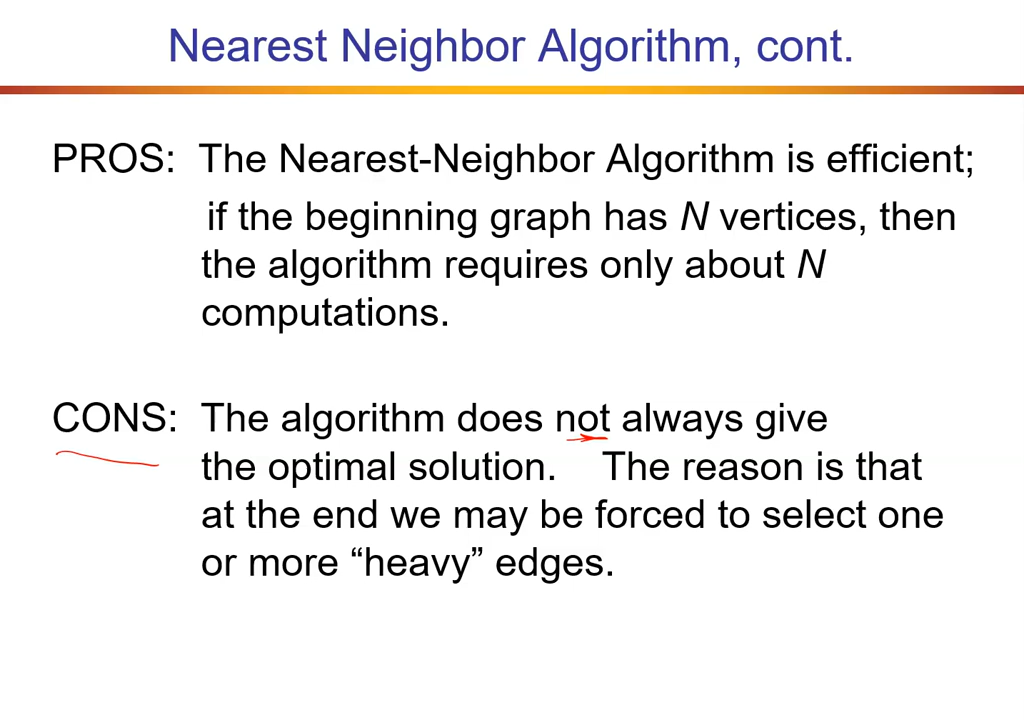 Nearest Neighbor Algorithm, cont.
PROS: The Nearest-Neighbor Algorithm is efficient;
if the beginning graph has N vertices, then
the algorithm requires only about N
computations.
CONS: The algorithm does not always give
the optimal solution. The reason is that
at the end we may be forced to select one
or more “heavy” edges.